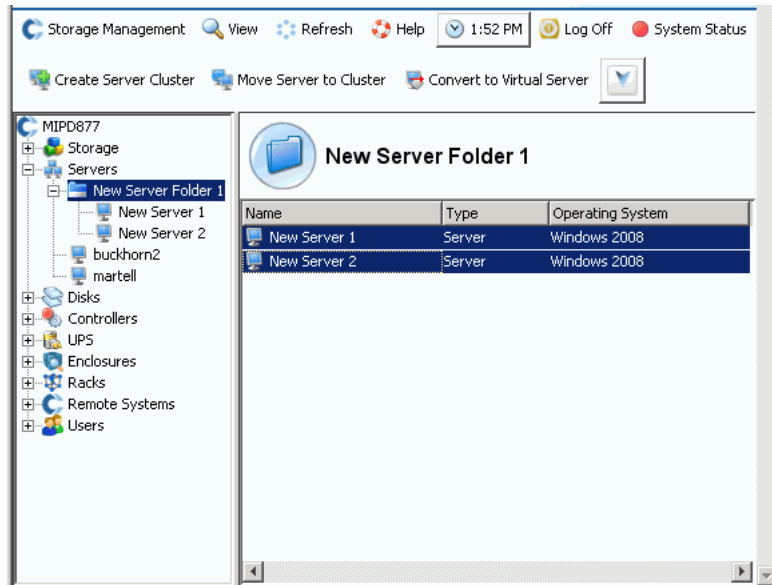 Storage Management View Refresh Help 1:52 PM Log Off System Status
Create Server Cluster Move Server to Cluster Convert to Virtual Server
MIPD877
Storage
Servers
New Server Folder 1
New Server 1
New Server 2
buckhorn2
martell
Disks
Controllers
UPS
Enclosures
Racks
Remote Systems
Users
New Server Folder 1
Name Type Operating System
New Server 1 Server Windows 2008
New Server 2 Server Windows 2008